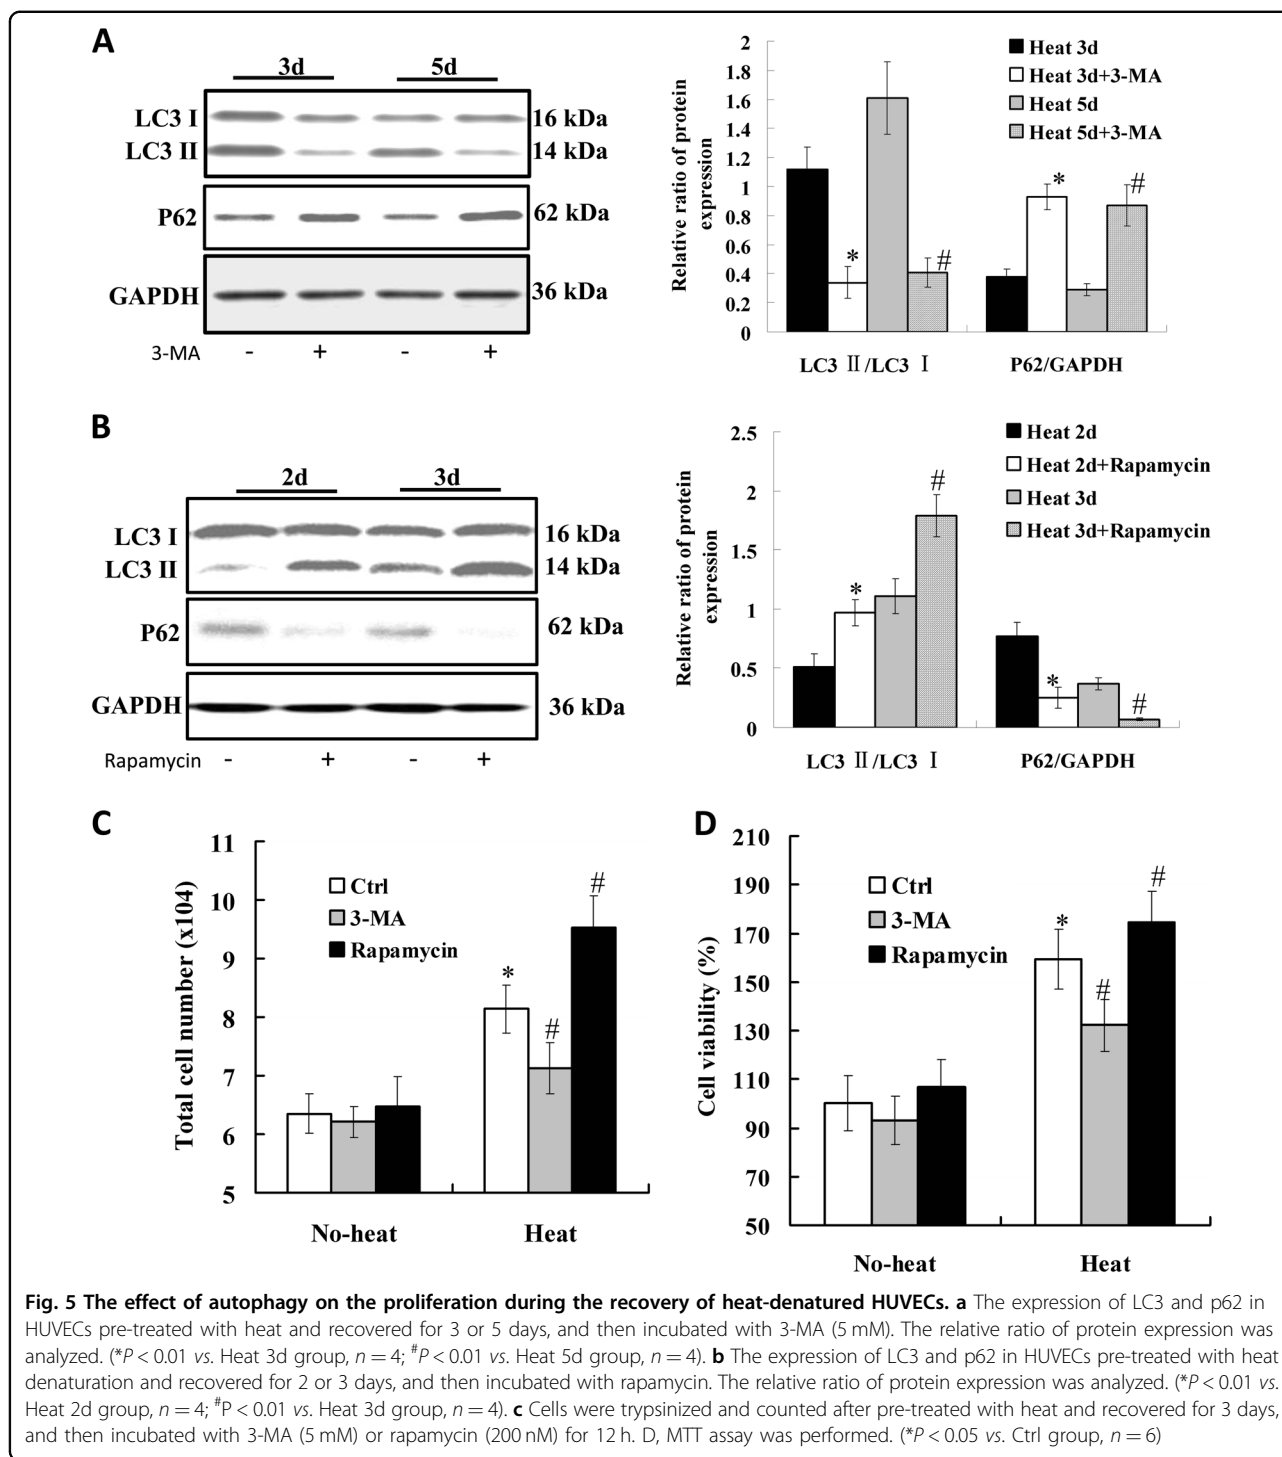 A
3d 5d
LC3 I 16 kDa
LC3 II 14 kDa
P62 62 kDa
GAPDH 36 kDa
3-MA - + - +
Relative ratio of protein
expression
2
1.8
1.6
1.4
1.2
1
0.8
0.6
0.4
0.2
0
Heat 3d
Heat 3d+3-MA
Heat 5d
Heat 5d+3-MA
* # * #
LC3 Ⅱ/LC3 Ⅰ P62/GAPDH
B
2d 3d
LC3 I 16 kDa
LC3 II 14 kDa
P62 62 kDa
GAPDH 36 kDa
Rapamycin - + - +
Relative ratio of protein
expression
2.5
2
1.5
1
0.5
0
Heat 2d
Heat 2d+Rapamycin
Heat 3d
Heat 3d+Rapamycin
* # * #
LC3 Ⅱ/LC3 Ⅰ P62/GAPDH
C
Total cell number (x104)
11
10
9
8
7
6
5
Ctrl
3-MA
Rapamycin
* # #
No-heat Heat
D
Cell viability (%)
210
190
170
150
130
110
90
70
50
Ctrl
3-MA
Rapamycin
* # #
No-heat Heat
Fig. 5 The effect of autophagy on the proliferation during the recovery of heat-denatured HUVECs. a The expression of LC3 and p62 in
HUVECs pre-treated with heat and recovered for 3 or 5 days, and then incubated with 3-MA (5 mM). The relative ratio of protein expression was
analyzed. (*P < 0.01 vs. Heat 3d group, n = 4; #P < 0.01 vs. Heat 5d group, n = 4). b The expression of LC3 and p62 in HUVECs pre-treated with heat
denaturation and recovered for 2 or 3 days, and then incubated with rapamycin. The relative ratio of protein expression was analyzed. (*P < 0.01 vs.
Heat 2d group, n = 4; #P < 0.01 vs. Heat 3d group, n = 4). c Cells were trypsinized and counted after pre-treated with heat and recovered for 3 days,
and then incubated with 3-MA (5 mM) or rapamycin (200 nM) for 12 h. D, MTT assay was performed. (*P < 0.05 vs. Ctrl group, n = 6)